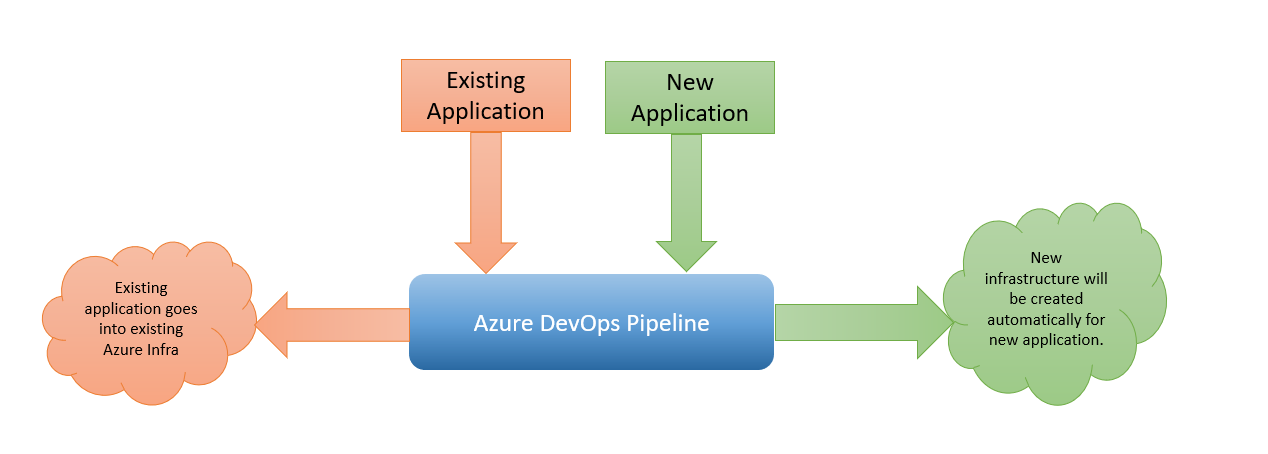 Existing
Application
New
Application
Existing
application goes
into existing
Azure Infra
Azure DevOps Pipeline
New
infrastructure will
be created
automatically for
new application.